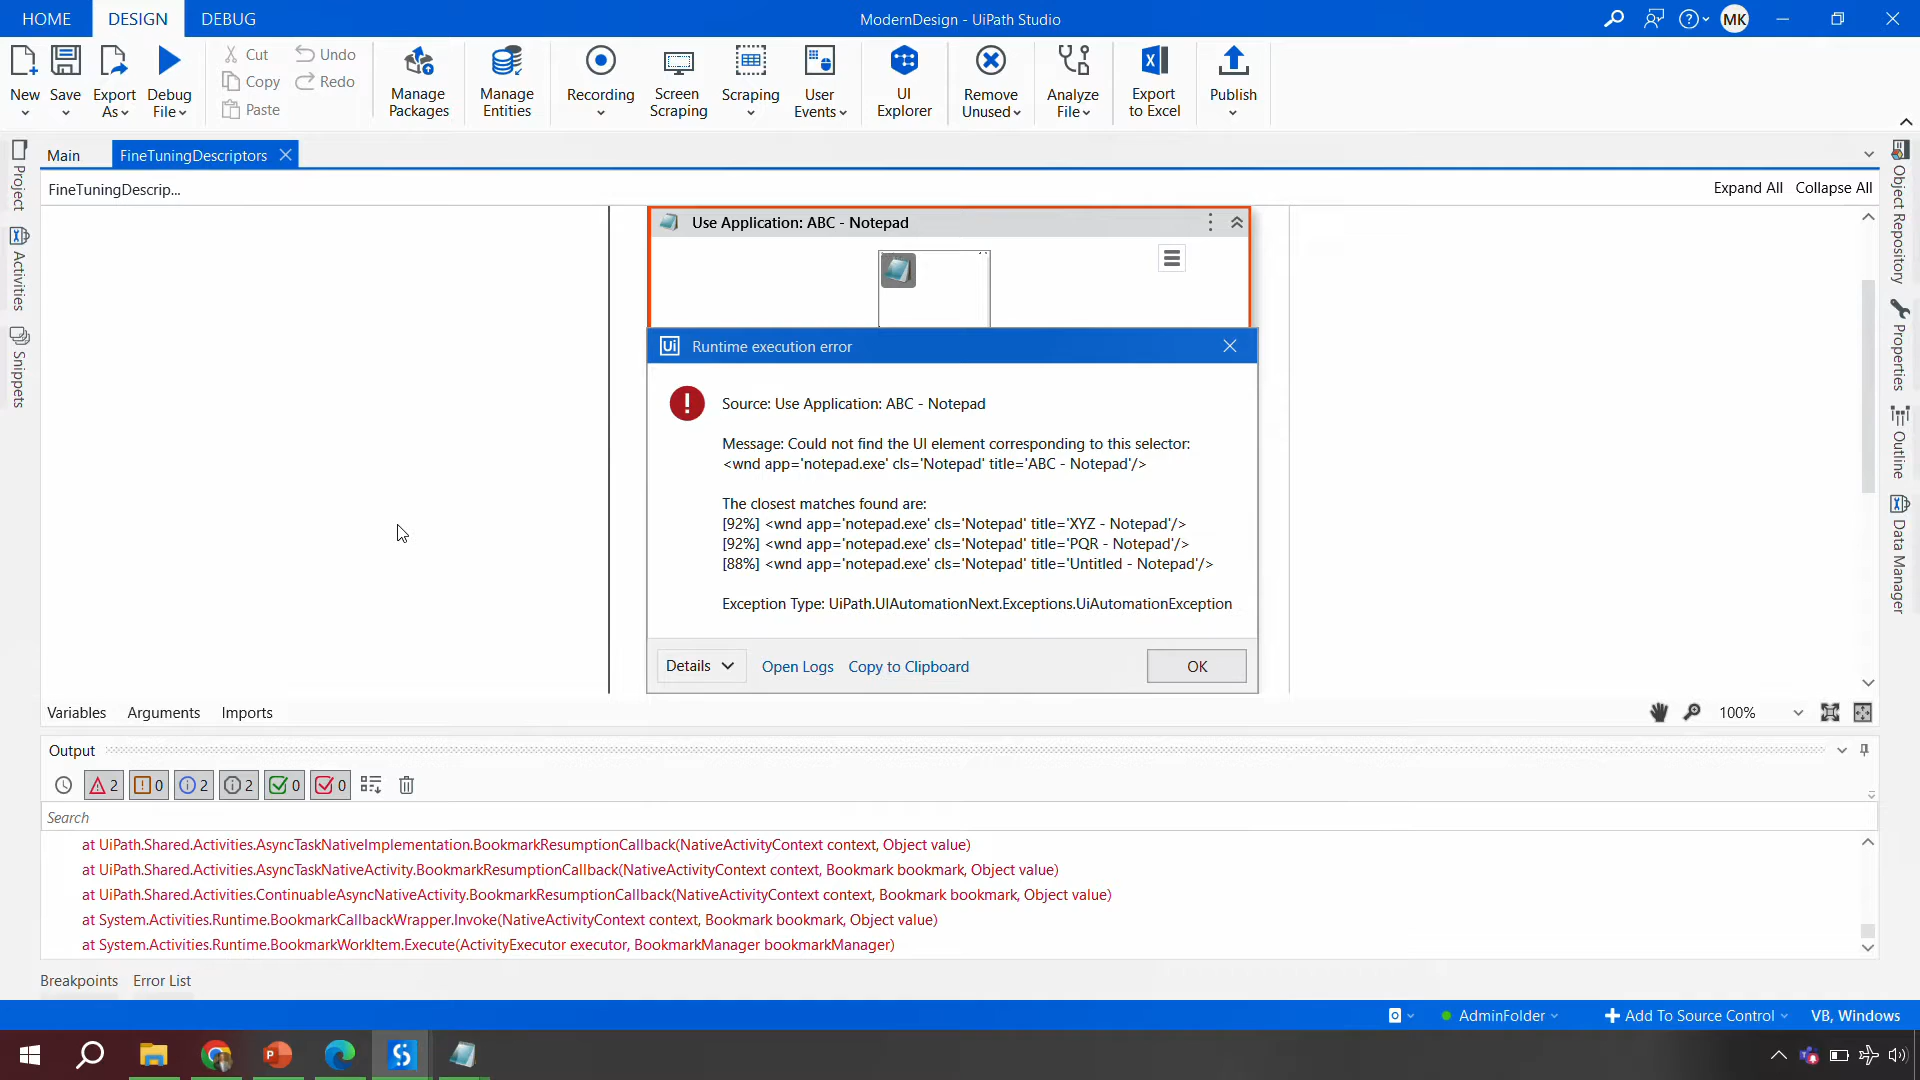 HOME DESIGN DEBUG ModernDesign - UiPath Studio MK
New
Save
Export
As
Debug
File
Cut
Copy
Paste
Undo
Redo
Manage
Packages
Manage
Entities
Recording
Screen
Scraping
Scraping
User
Events
UI
Explorer
Remove
Unused
Analyze
File
Export
to Excel
Publish
Main FineTuningDescriptors
FineTuningDescrip... Expand All Collapse All
Project
Activities
Snippets
Object Repository
Properties
Outline
Data Manager
Use Application: ABC - Notepad
Ui Runtime execution error
Source: Use Application: ABC - Notepad
Message: Could not find the UI element corresponding to this selector:
<wnd app='notepad.exe' cls='Notepad' title='ABC - Notepad'/>
The closest matches found are:
[92%] <wnd app='notepad.exe' cls='Notepad' title='XYZ - Notepad'/>
[92%] <wnd app='notepad.exe' cls='Notepad' title='PQR - Notepad'/>
[88%] <wnd app='notepad.exe' cls='Notepad' title='Untitled - Notepad'/>
Exception Type: UiPath.UIAutomationNext.Exceptions.UiAutomationException
Details Open Logs Copy to Clipboard OK
Variables Arguments Imports 100%
Output
2 0 2 2 0 0
Search
at UiPath.Shared.Activities.AsyncTaskNativeImplementation.BookmarkResumptionCallback(NativeActivityContext context, Object value)
at UiPath.Shared.Activities.AsyncTaskNativeActivity.BookmarkResumptionCallback(NativeActivityContext context, Bookmark bookmark, Object value)
at UiPath.Shared.Activities.ContinuableAsyncNativeActivity.BookmarkResumptionCallback(NativeActivityContext context, Bookmark bookmark, Object value)
at System.Activities.Runtime.BookmarkCallbackWrapper.Invoke(NativeActivityContext context, Bookmark bookmark, Object value)
at System.Activities.Runtime.BookmarkWorkItem.Execute(ActivityExecutor executor, BookmarkManager bookmarkManager)
Breakpoints Error List
AdminFolder Add To Source Control VB, Windows